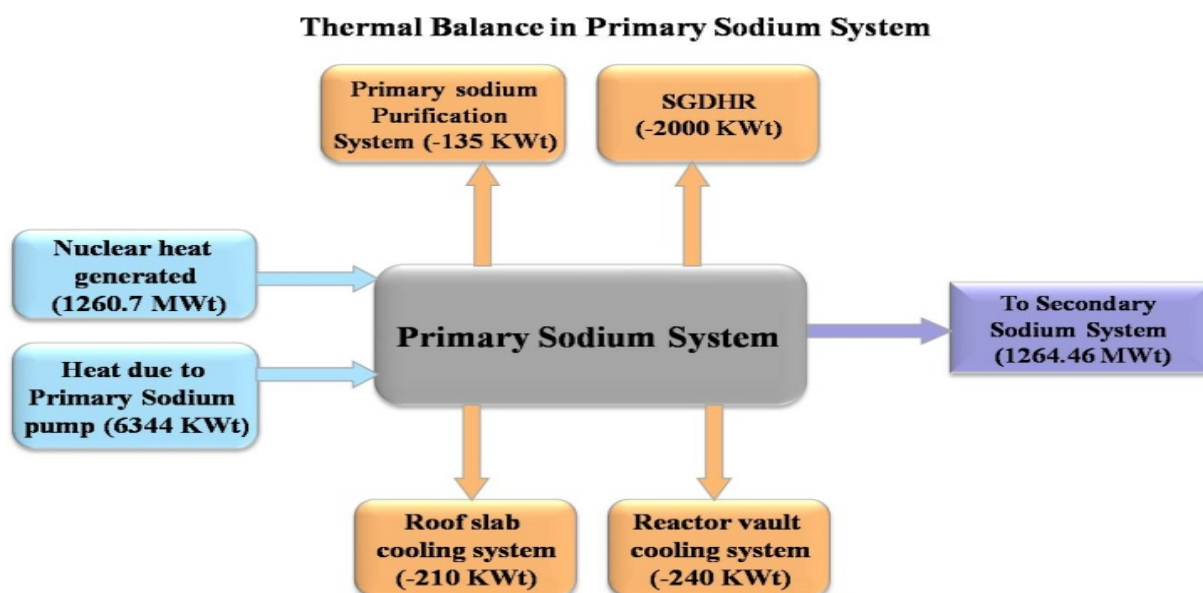 Thermal Balance in Primary Sodium System
Primary sodium
Purification
System (-135 KWt)
SGDHR
(-2000 KWt)
Nuclear heat
generated
(1260.7 MWt)
Heat due to
Primary Sodium
pump (6344 KWt)
Primary Sodium System
To Secondary
Sodium System
(1264.46 MWt)
Roof slab
cooling system
(-210 KWt)
Reactor vault
cooling system
(-240 KWt)